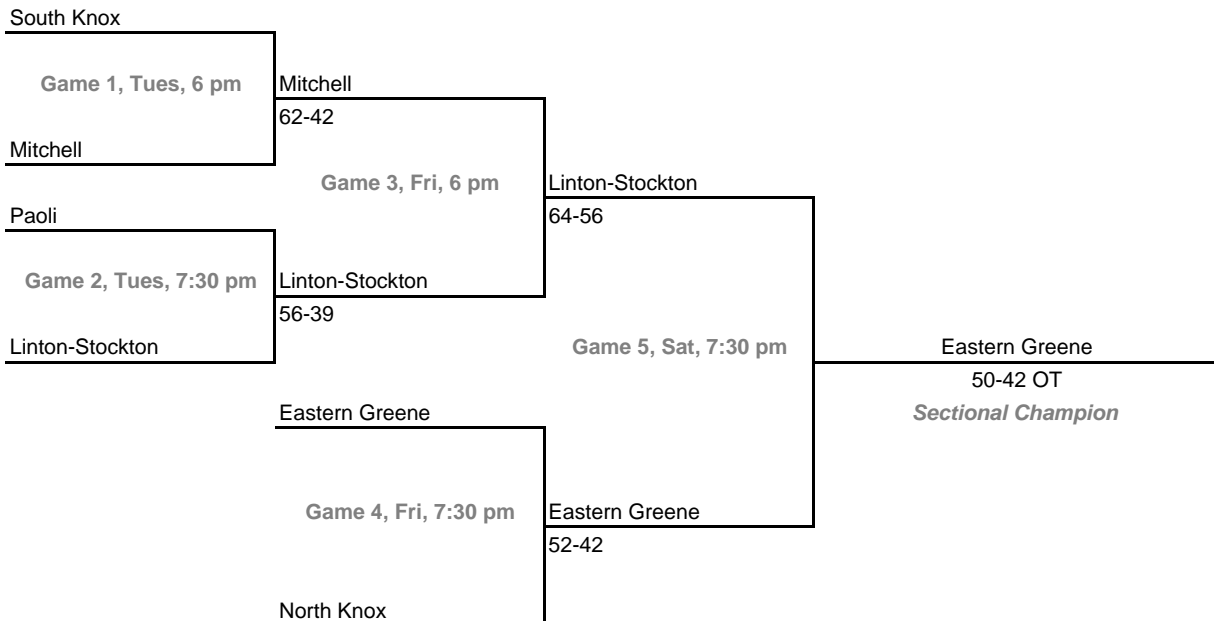 South Knox
Game 1, Tues, 6 pm
Mitchell
62-42
Mitchell
Game 3, Fri, 6 pm
Linton-Stockton
64-56
Paoli
Game 2, Tues, 7:30 pm
Linton-Stockton
56-39
Linton-Stockton
Game 5, Sat, 7:30 pm
Eastern Greene
50-42 OT
Sectional Champion
Eastern Greene
Game 4, Fri, 7:30 pm
Eastern Greene
52-42
North Knox